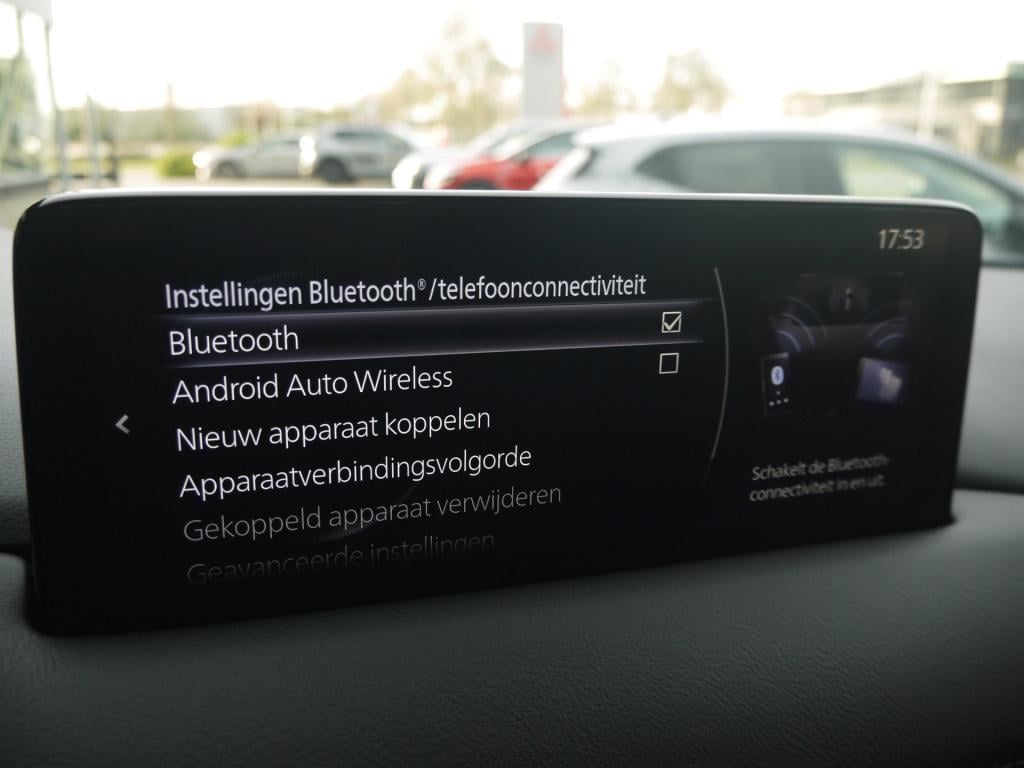 17:53
Instellingen Bluetooth®/telefoonconnectiviteit
Bluetooth
Android Auto Wireless
Nieuw apparaat koppelen
Apparaatverbindingsvolgorde
Gekoppeld apparaat verwijderen
Geavanceerde instellingen
Schakelt de Bluetooth-
connectiviteit in en uit.